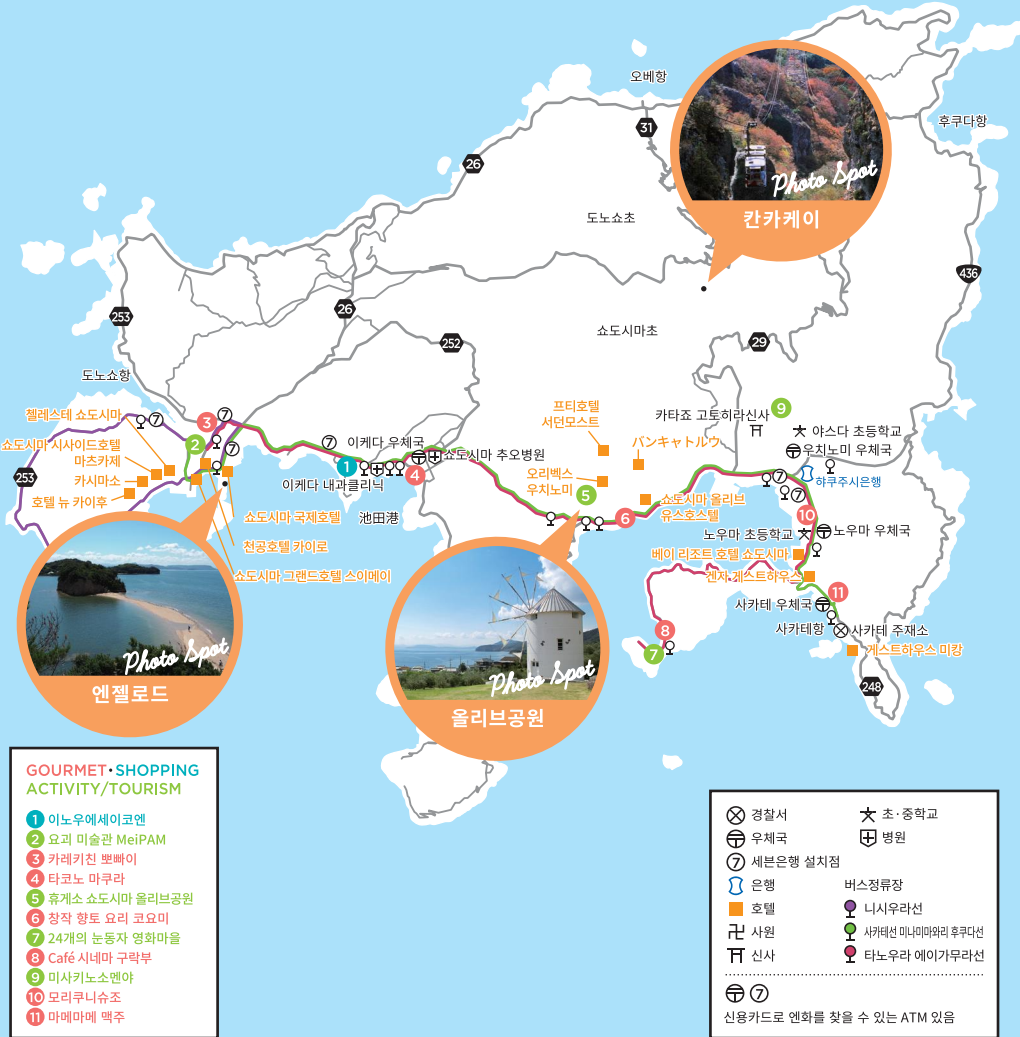 오베항
31
후쿠다항
26
Photo Spot
칸카케이
도노쇼초
436
253
26
쇼도시마초
252
29
도노쇼항
첼레스테 쇼도시마
7
3
7
쇼도시마 시사이드호텔
2
7
마츠카제
카시마소
253
호텔 뉴 카이후
7
이케다 우체국
쇼도시마 추오병원
1
4
이케다 내과클리닉
池田港
쇼도시마 국제호텔
천공호텔 카이로
쇼도시마 그랜드호텔 스이메이
프티호텔
서던모스트
バンキャトルウ
오리벡스
우치노미
5
6
쇼도시마 올리브
유스호스텔
카타죠 고토히라신사
9
야스다 초등학교
우치노미 우체국
7
햐쿠주시은행
7
10
노우마 초등학교
노우마 우체국
베이 리조트 호텔 쇼도시마
켄자 게스트하우스
11
사카테 우체국
사카테항
사카테 주재소
게스트하우스 미캉
248
8
7
Photo Spot
엔젤로드
Photo Spot
올리브공원
GOURMET・SHOPPING
ACTIVITY/TOURISM
1 이노우에세이코엔
2 요괴 미술관 MeiPAM
3 카레키친 뽀빠이
4 타코노 마쿠라
5 휴게소 쇼도시마 올리브공원
6 창작 향토 요리 코요미
7 24개의 눈동자 영화마을
8 Café 시네마 구락부
9 미사키노소멘야
10 모리쿠니슈조
11 마메마메 맥주
경찰서
초·중학교
우체국
병원
7 세븐은행 설치점
은행
버스정류장
호텔
니시우라선
사원
사카테선 미나미마와리 후쿠다선
신사
타노우라 에이가무라선
7
신용카드로 엔화를 찾을 수 있는 ATM 있음